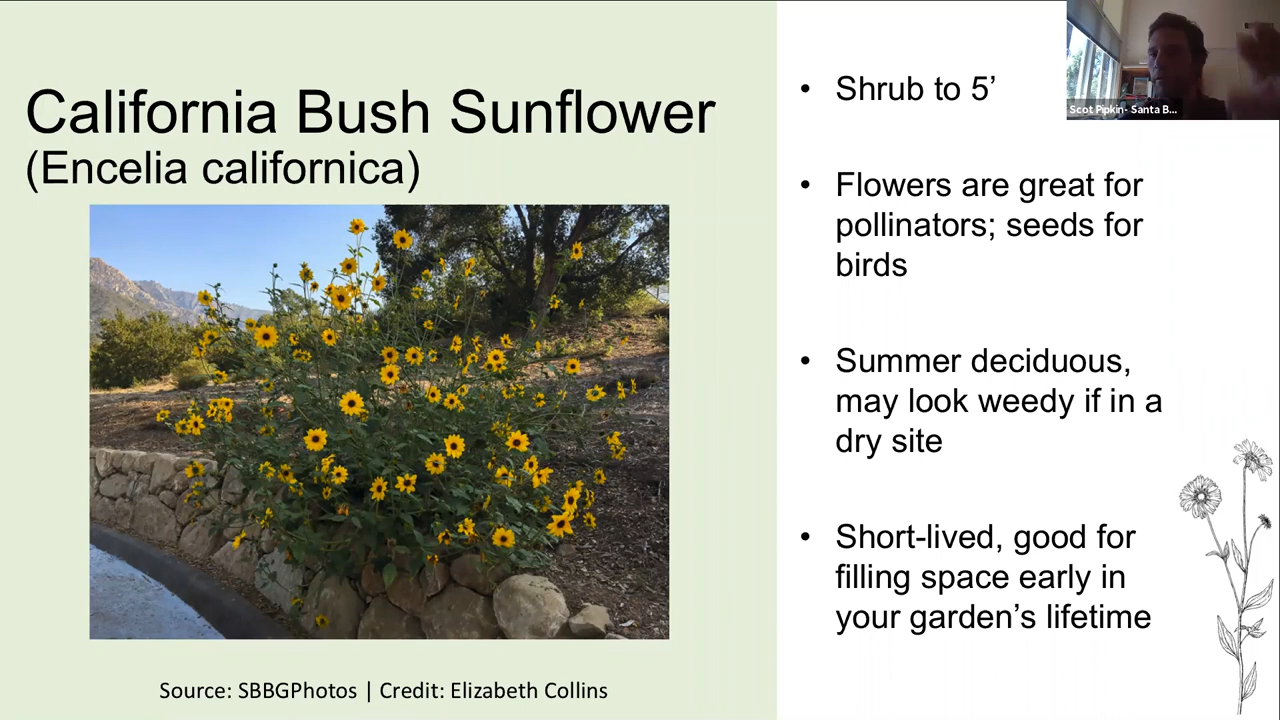 California Bush Sunflower
(Encelia californica)
Source: SBBGPhotos | Credit: Elizabeth Collins
• Shrub to 5’
• Flowers are great for
pollinators; seeds for
birds
• Summer deciduous,
may look weedy if in a
dry site
• Short-lived, good for
filling space early in
your garden’s lifetime
Scot Pipkin- Santa B...